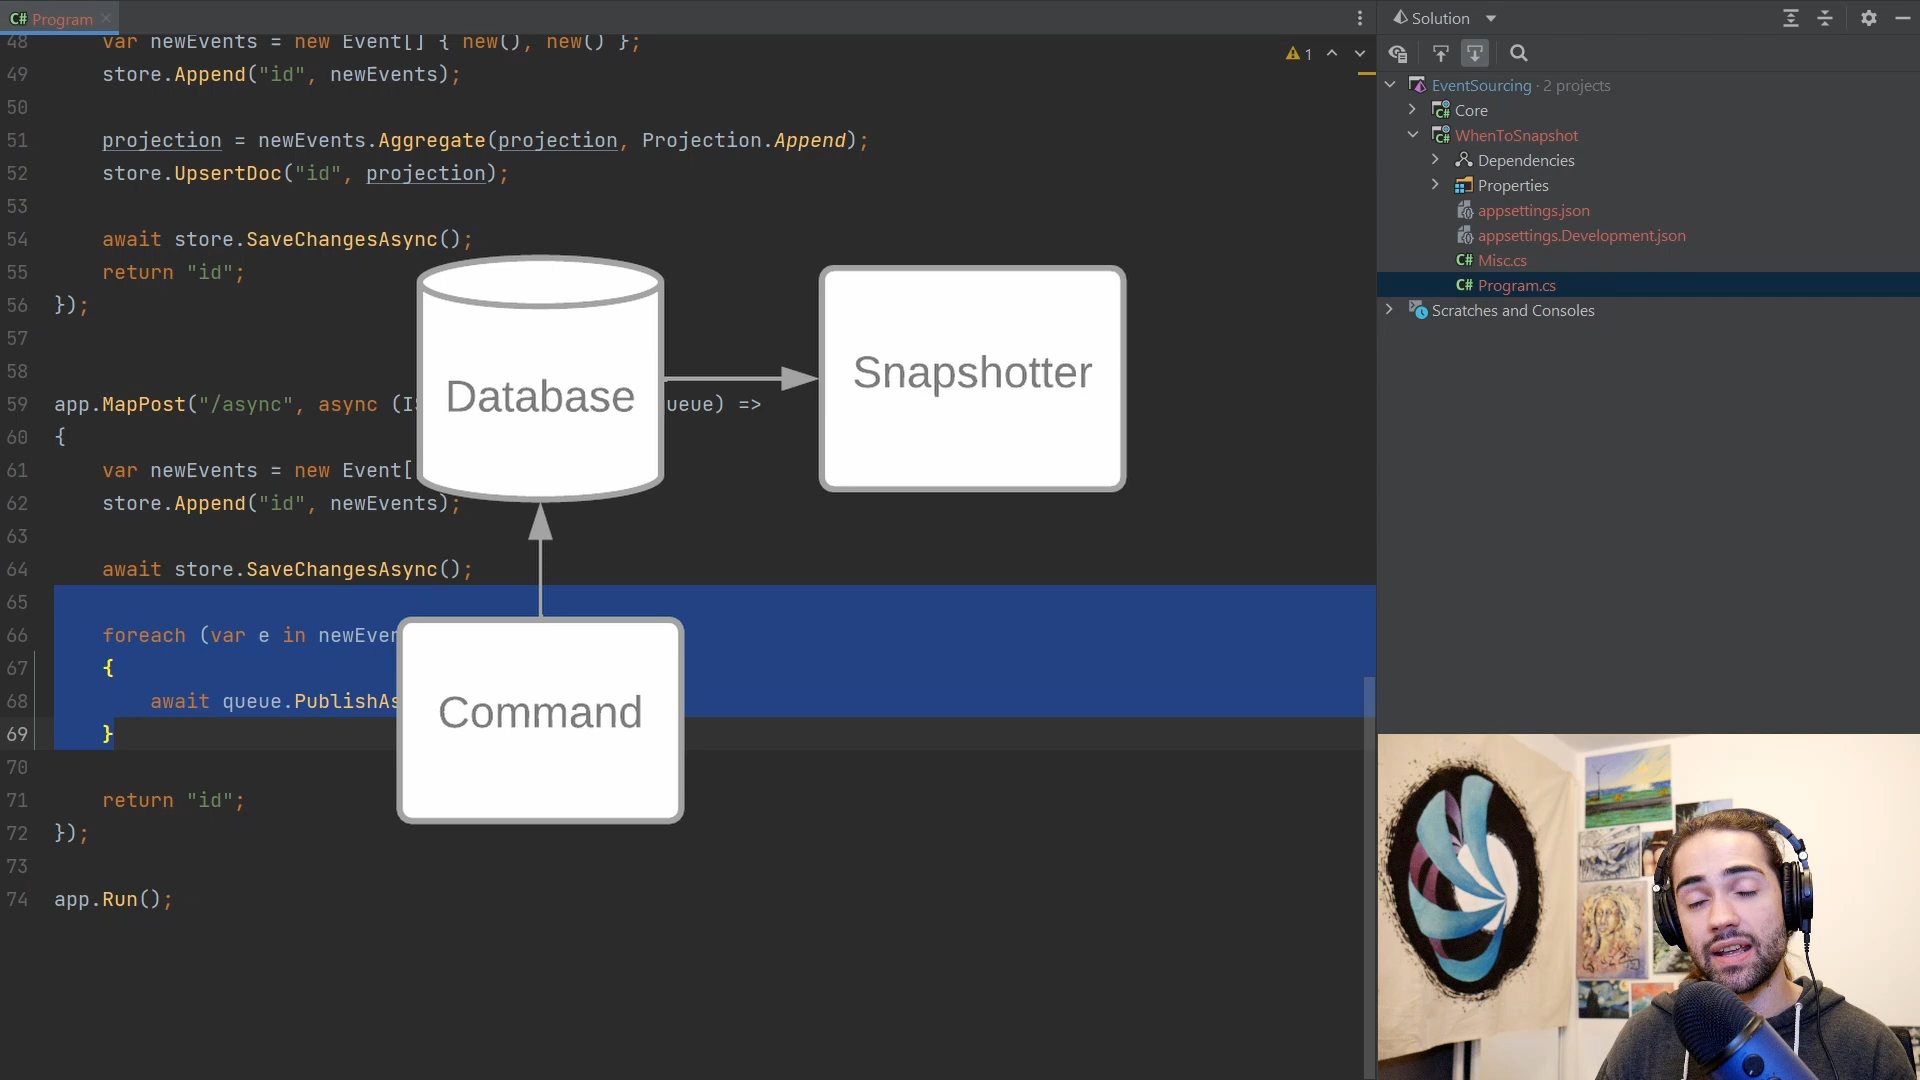 C# Program
48 var newEvents = new Event[] { new(), new() };
49 store.Append("id", newEvents);
50
51 projection = newEvents.Aggregate(projection, Projection.Append);
52 store.UpsertDoc("id", projection);
53
54 await store.SaveChangesAsync();
55 return "id";
56 });
57
58
59 app.MapPost("/async", async (I ueue) =>
60 {
61 var newEvents = new Event[
62 store.Append("id", newEvents);
63
64 await store.SaveChangesAsync();
65
66 foreach (var e in newEven
67 {
68 await queue.PublishAs
69 }
70
71 return "id";
72 });
73
74 app.Run();
1
Database
Snapshotter
Command
Solution
EventSourcing · 2 projects
C# Core
C# WhenToSnapshot
Dependencies
Properties
appsettings.json
appsettings.Development.json
C# Misc.cs
C# Program.cs
Scratches and Consoles